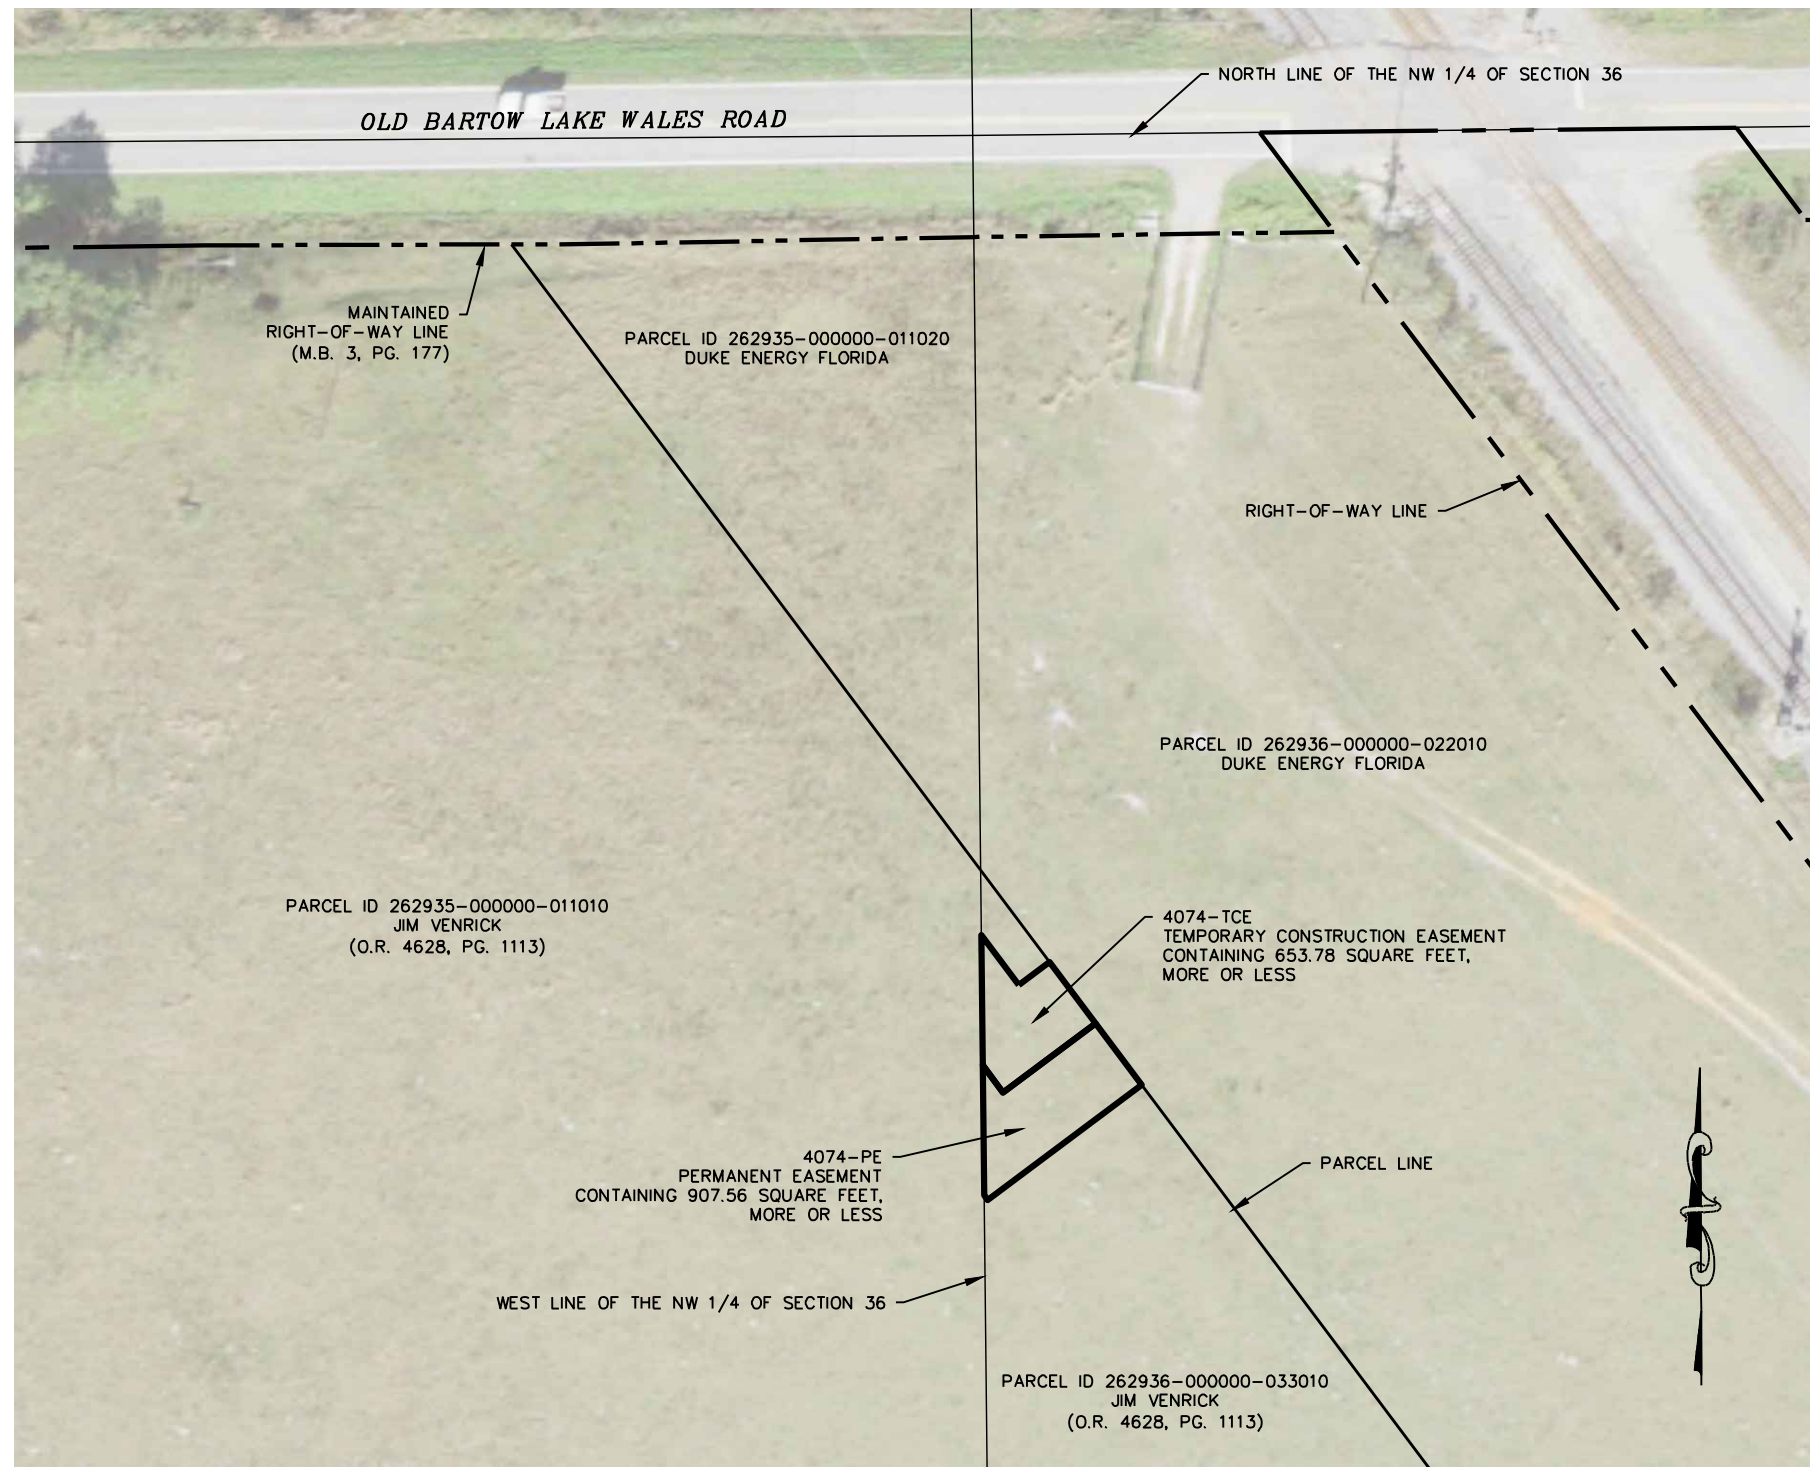 NORTH LINE OF THE NW 1/4 OF SECTION 36
OLD BARTOW LAKE WALES ROAD
MAINTAINED
RIGHT-OF-WAY LINE
(M.B. 3, PG. 177)
PARCEL ID 262935-000000-011020
DUKE ENERGY FLORIDA
RIGHT-OF-WAY LINE
PARCEL ID 262936-000000-022010
DUKE ENERGY FLORIDA
PARCEL ID 262935-000000-011010
JIM VENRICK
(O.R. 4628, PG. 1113)
4074-TCE
TEMPORARY CONSTRUCTION EASEMENT
CONTAINING 653.78 SQUARE FEET,
MORE OR LESS
4074-PE
PERMANENT EASEMENT
CONTAINING 907.56 SQUARE FEET,
MORE OR LESS
PARCEL LINE
WEST LINE OF THE NW 1/4 OF SECTION 36
PARCEL ID 262936-000000-033010
JIM VENRICK
(O.R. 4628, PG. 1113)